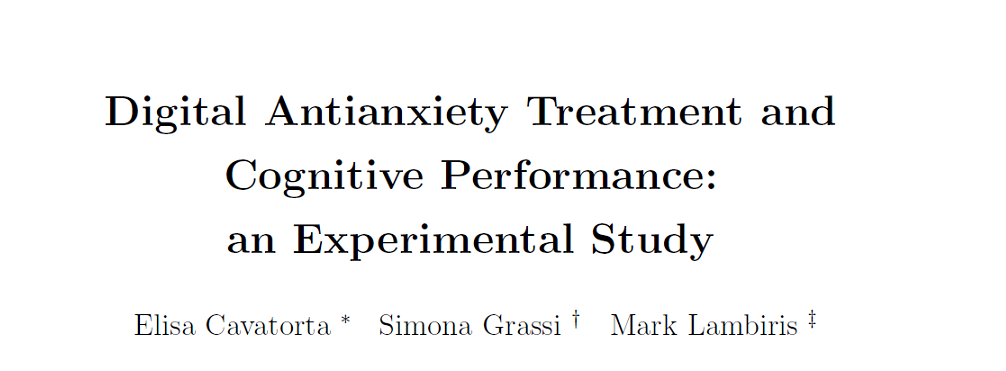 Digital Antianxiety Treatment and
Cognitive Performance:
an Experimental Study
Elisa Cavatorta * Simona Grassi † Mark Lambiris ‡